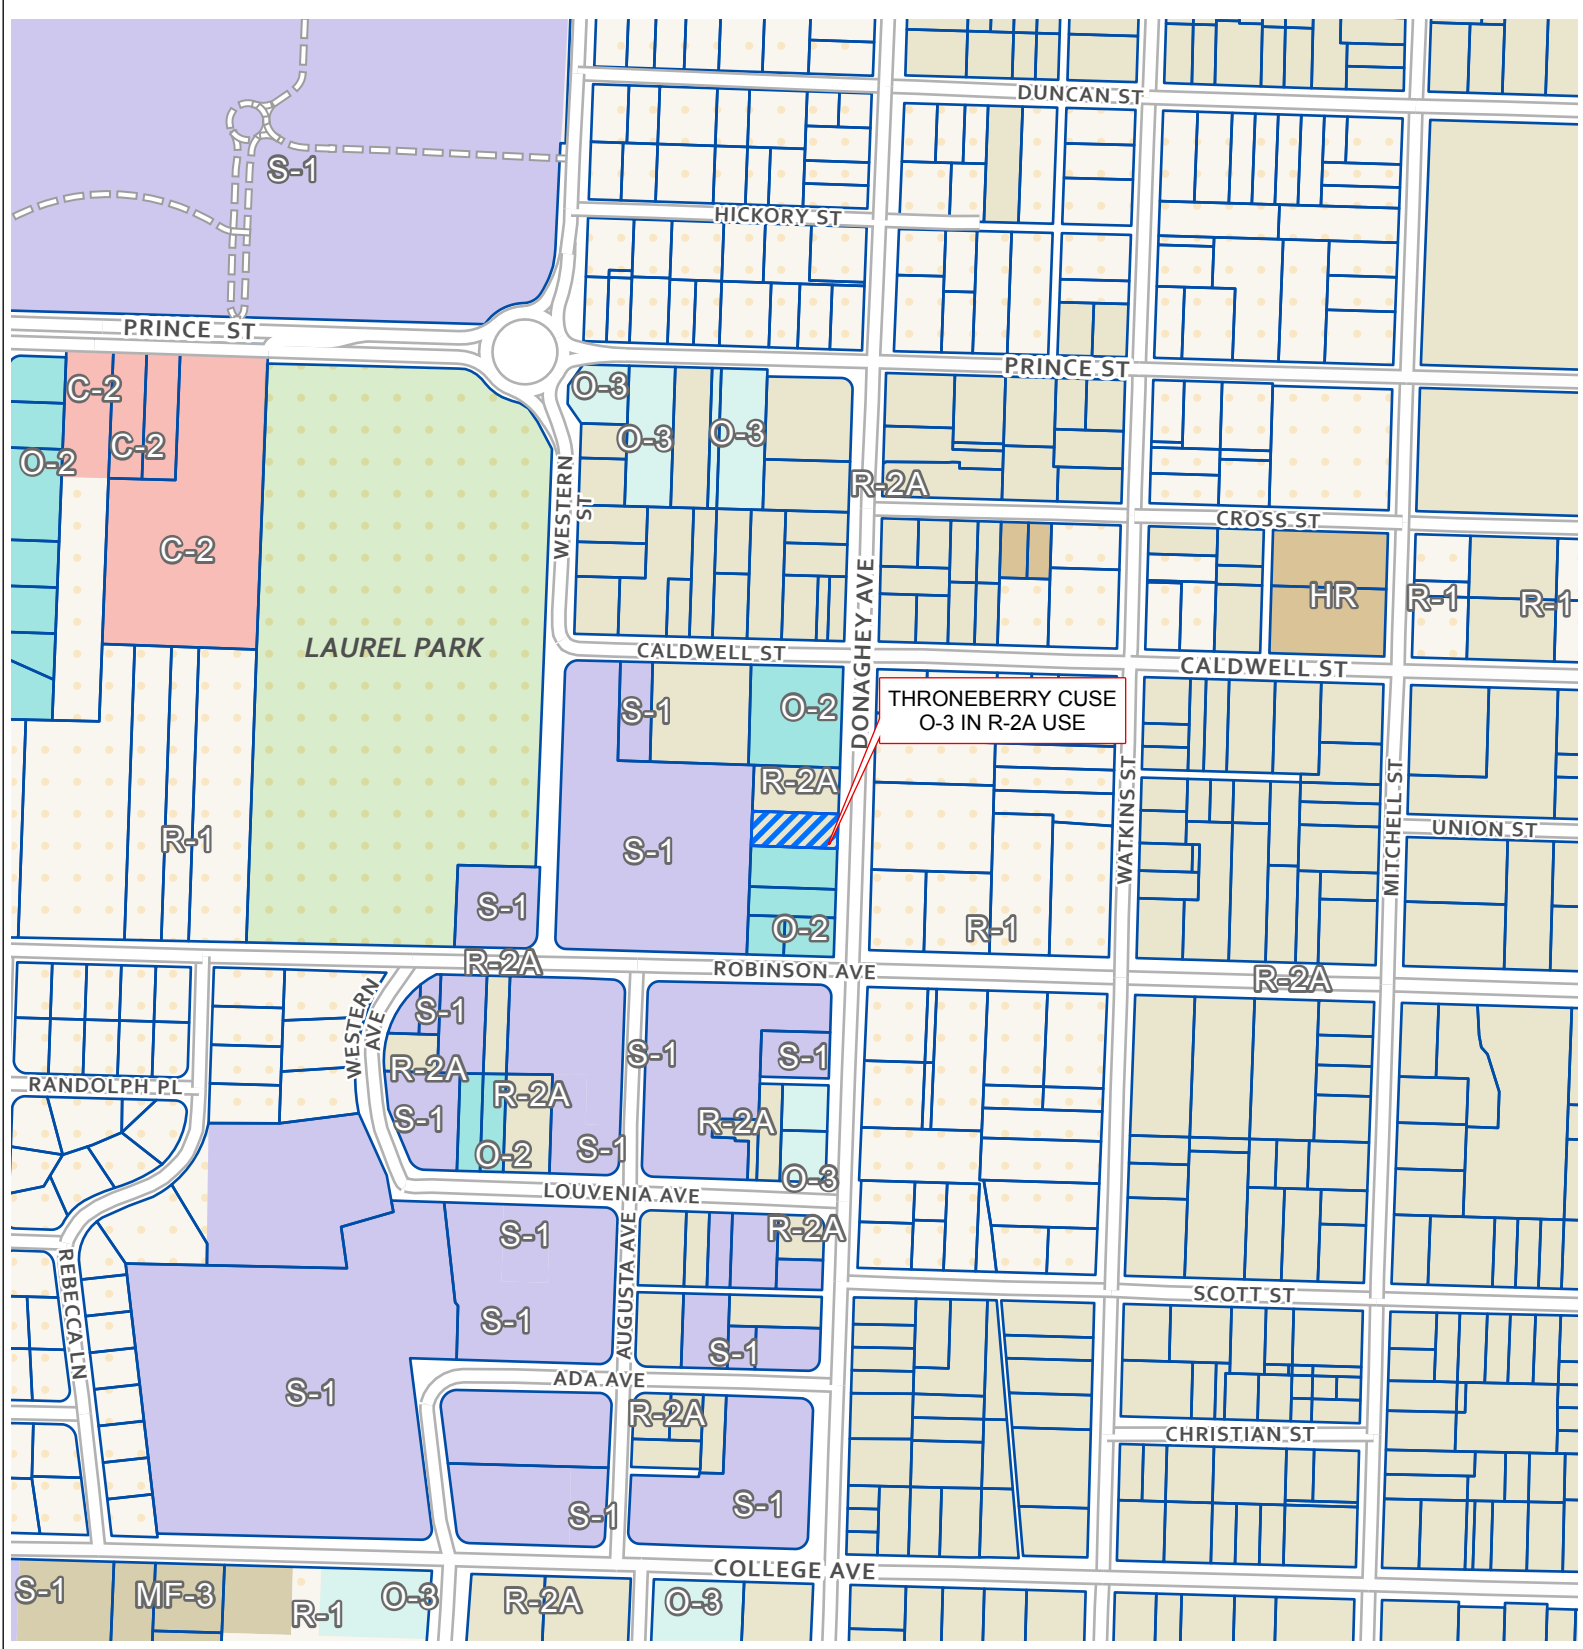 DUNCAN ST
S-1
HICKORY ST
PRINCE ST
PRINCE ST
C-2
O-3
C-2
O-3
O-3
O-2
R-2A
WESTERN ST
CROSS ST
C-2
DONAGHEY AVE
HR
R-1
R-1
LAUREL PARK
CALDWELL ST
CALDWELL ST
S-1
O-2
THRONEBERRY CUSE
O-3 IN R-2A USE
R-2A
WATKINS ST
MITCHELL ST
UNION ST
R-1
S-1
S-1
O-2
R-1
R-2A
ROBINSON AVE
R-2A
WESTERN AVE
S-1
S-1
S-1
R-2A
RANDOLPH PL
R-2A
S-1
R-2A
S-1
O-2
O-3
LOUVENIA AVE
S-1
R-2A
AUGUSTA AVE
REBECCA LN
SCOTT ST
S-1
S-1
ADA AVE
S-1
R-2A
CHRISTIAN ST
S-1
S-1
COLLEGE AVE
S-1
MF-3
R-1
O-3
R-2A
O-3